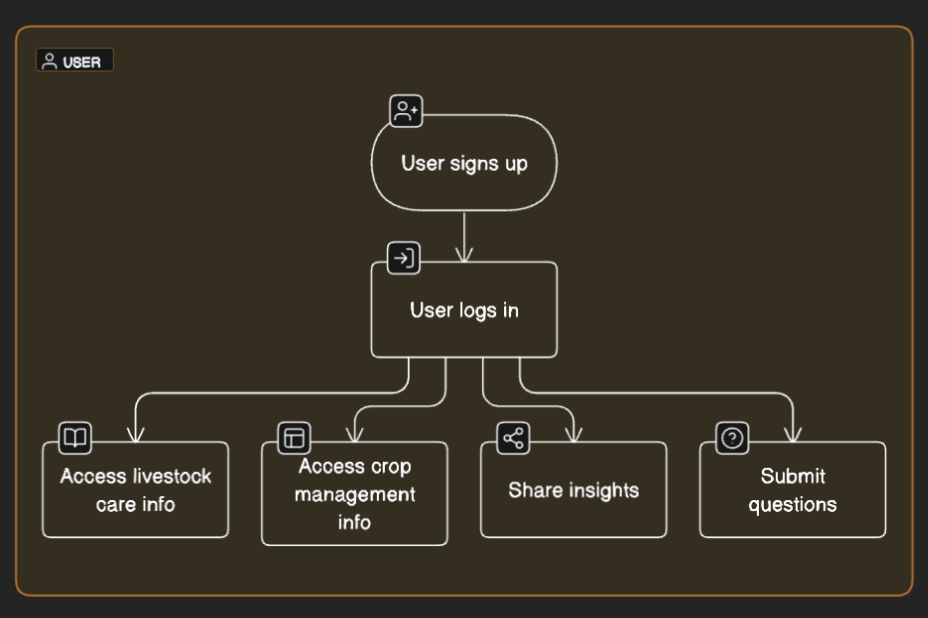 USER
User signs up
User logs in
Access livestock
care info
Access crop
management
info
Share insights
Submit
questions